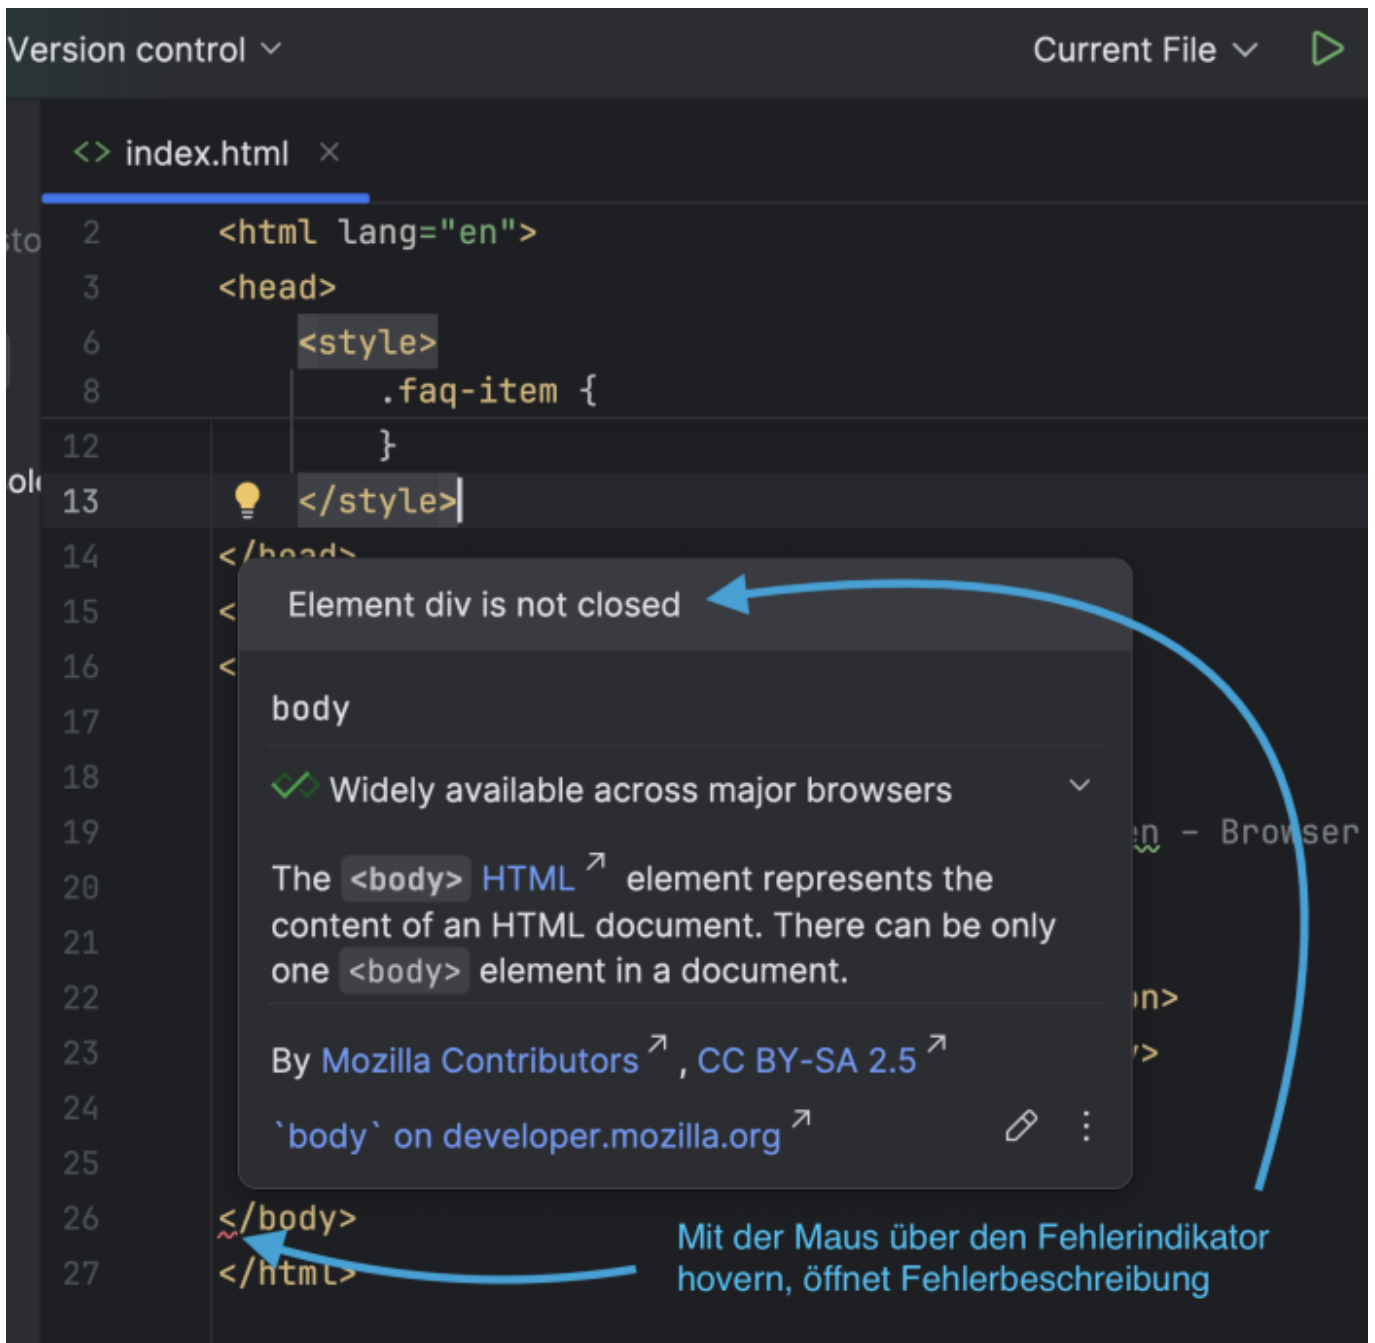 Version control
Current File
index.html
2 <html lang="en">
3 <head>
6 <style>
8 .faq-item {
12 }
13 </style>
14 </head>
15 <
16 <
17
18
19 – Browser
20
21
22
23
24
25
26 </body>
27 </html>
Element div is not closed
body
Widely available across major browsers
The <body> HTML↗ element represents the
content of an HTML document. There can be only
one <body> element in a document.
By Mozilla Contributors↗, CC BY-SA 2.5↗
`body` on developer.mozilla.org↗
Mit der Maus über den Fehlerindikator
hovern, öffnet Fehlerbeschreibung